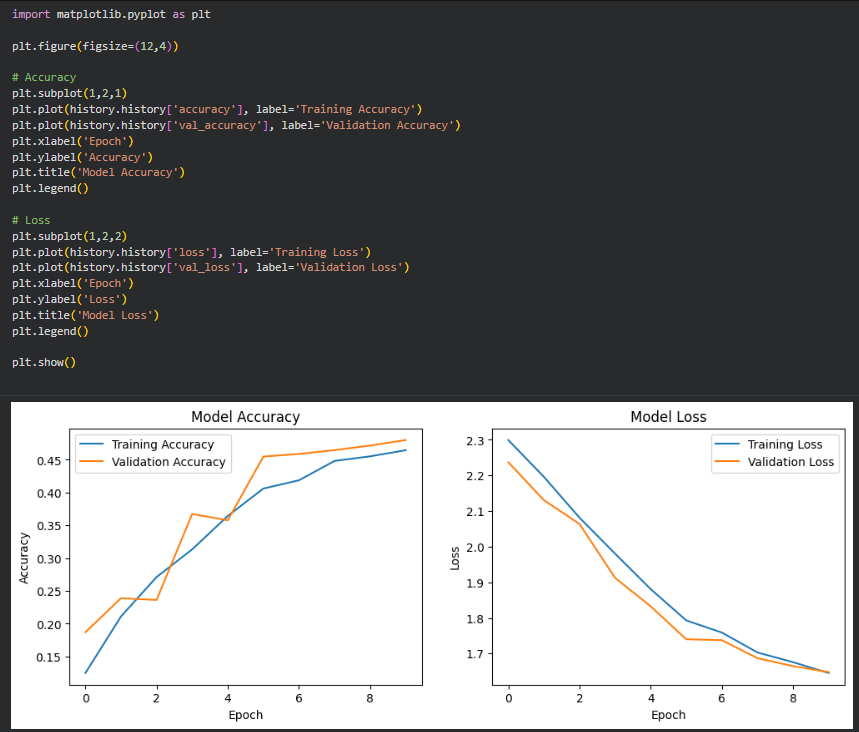 import matplotlib.pyplot as plt
plt.figure(figsize=(12,4))
# Accuracy
plt.subplot(1,2,1)
plt.plot(history.history['accuracy'], label='Training Accuracy')
plt.plot(history.history['val_accuracy'], label='Validation Accuracy')
plt.xlabel('Epoch')
plt.ylabel('Accuracy')
plt.title('Model Accuracy')
plt.legend()
# Loss
plt.subplot(1,2,2)
plt.plot(history.history['loss'], label='Training Loss')
plt.plot(history.history['val_loss'], label='Validation Loss')
plt.xlabel('Epoch')
plt.ylabel('Loss')
plt.title('Model Loss')
plt.legend()
plt.show()
Model Accuracy
Training Accuracy
Validation Accuracy
0.45
0.40
0.35
0.30
0.25
0.20
0.15
Accuracy
0 2 4 6 8
Epoch
Model Loss
Training Loss
Validation Loss
2.3
2.2
2.1
2.0
1.9
1.8
1.7
Loss
0 2 4 6 8
Epoch